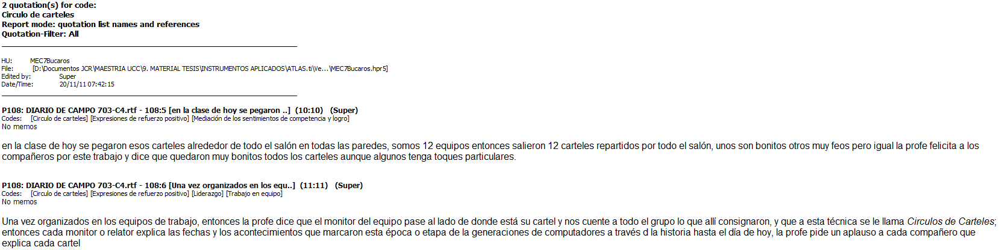 2 quotation(s) for code:
Circulo de carteles
Report mode: quotation list names and references
Quotation-Filter: All
HU: MEC7Bucaros
File: [D:\Documentos JCR\MAESTRIA UCC\9. MATERIAL TESIS\INSTRUMENTOS APLICADOS\ATLAS.ti\Ve...\MEC7Bucaros.hpr5]
Edited by: Super
Date/Time: 20/11/11 07:42:15
P108: DIARIO DE CAMPO 703-C4.rtf - 108:5 [en la clase de hoy se pegaron ..] (10:10) (Super)
Codes: [Circulo de carteles] [Expresiones de refuerzo positivo] [Mediación de los sentimientos de competencia y logro]
No memos
en la clase de hoy se pegaron esos carteles alrededor de todo el salón en todas las paredes, somos 12 equipos entonces salieron 12 carteles repartidos por todo el salón, unos son bonitos otros muy feos pero igual la profe felicita a los
compañeros por este trabajo y dice que quedaron muy bonitos todos los carteles aunque algunos tenga toques particulares.
P108: DIARIO DE CAMPO 703-C4.rtf - 108:6 [Una vez organizados en los equ..] (11:11) (Super)
Codes: [Circulo de carteles] [Expresiones de refuerzo positivo] [Liderazgo] [Trabajo en equipo]
No memos
Una vez organizados en los equipos de trabajo, entonces la profe dice que el monitor del equipo pase al lado de donde está su cartel y nos cuente a todo el grupo lo que allí consignaron, y que a esta técnica se le llama Circulos de Carteles;
entonces cada monitor o relator explica las fechas y los acontecimientos que marcaron esta época o etapa de la generaciones de computadores a través d la historia hasta el día de hoy, la profe pide un aplauso a cada compañero que
explica cada cartel